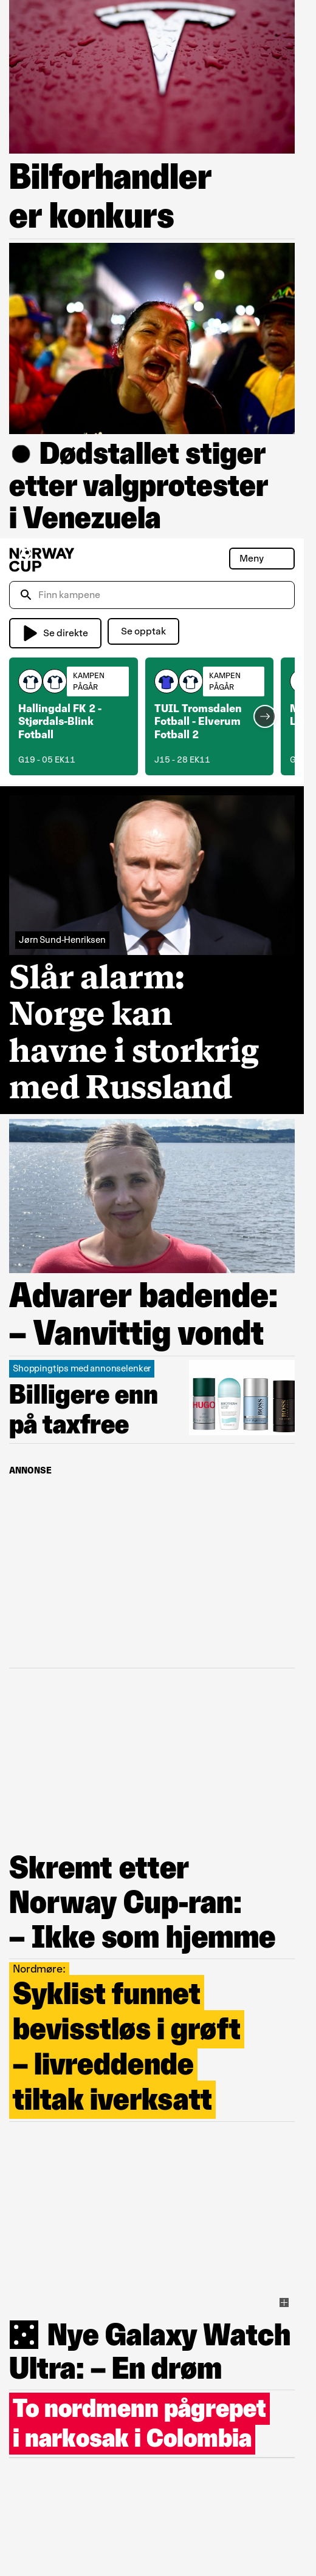 Bilforhandler
er konkurs
Dødstallet stiger
etter valgprotester
i Venezuela
NORWAY
CUP
Meny
Finn kampene
Se direkte
Se opptak
KAMPEN
PÅGÅR
Hallingdal FK 2 -
Stjørdals-Blink
Fotball
G19 - 05 EK11
KAMPEN
PÅGÅR
TUIL Tromsdalen
Fotball - Elverum
Fotball 2
J15 - 28 EK11
Jørn Sund-Henriksen
Slår alarm:
Norge kan
havne i storkrig
med Russland
Advarer badende:
– Vanvittig vondt
Shoppingtips med annonselenker
Billigere enn
på taxfree
HUGO
BOSS
BOSS
ANNONSE
Skremt etter
Norway Cup-ran:
– Ikke som hjemme
Nordmøre:
Syklist funnet
bevisstløs i grøft
– livreddende
tiltak iverksatt
Nye Galaxy Watch
Ultra: – En drøm
To nordmenn pågrepet
i narkosak i Colombia